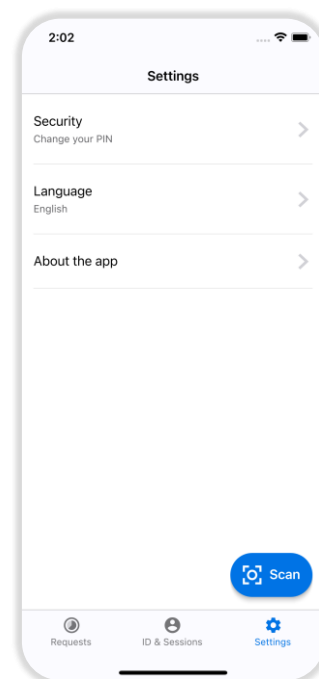 2:02
Settings
Security
Change your PIN
Language
English
About the app
Scan
Requests
ID & Sessions
Settings